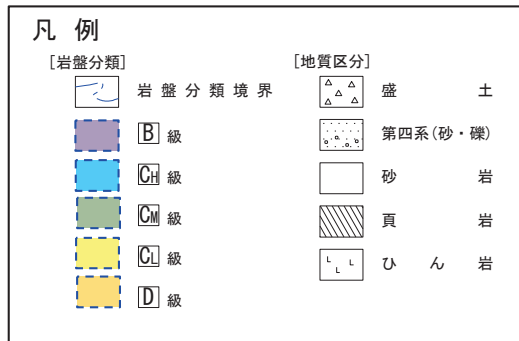 凡例
[岩盤分類]
岩盤分類境界
B 級
CH 級
CM 級
CL 級
D 級
[地質区分]
盛土
第四系(砂・礫)
砂岩
頁岩
ひん岩